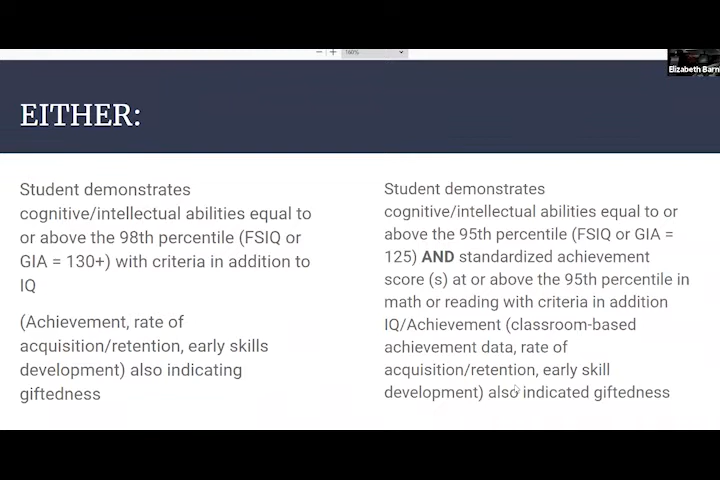 160%
Elizabeth Barn
EITHER:
Student demonstrates
cognitive/intellectual abilities equal to
or above the 98th percentile (FSIQ or
GIA = 130+) with criteria in addition to
IQ
(Achievement, rate of
acquisition/retention, early skills
development) also indicating
giftedness
Student demonstrates
cognitive/intellectual abilities equal to or
above the 95th percentile (FSIQ or GIA =
125) AND standardized achievement
score (s) at or above the 95th percentile in
math or reading with criteria in addition
IQ/Achievement (classroom-based
achievement data, rate of
acquisition/retention, early skill
development) also indicated giftedness